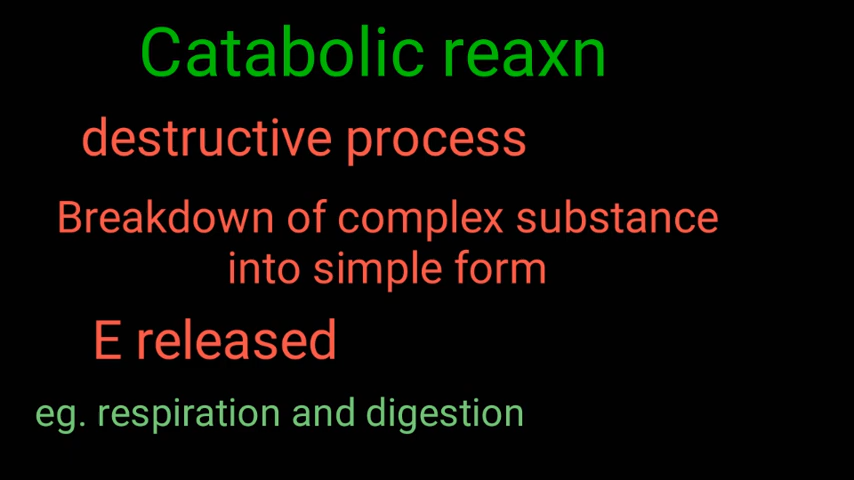 Catabolic reaxn
destructive process
Breakdown of complex substance
into simple form
E released
eg. respiration and digestion